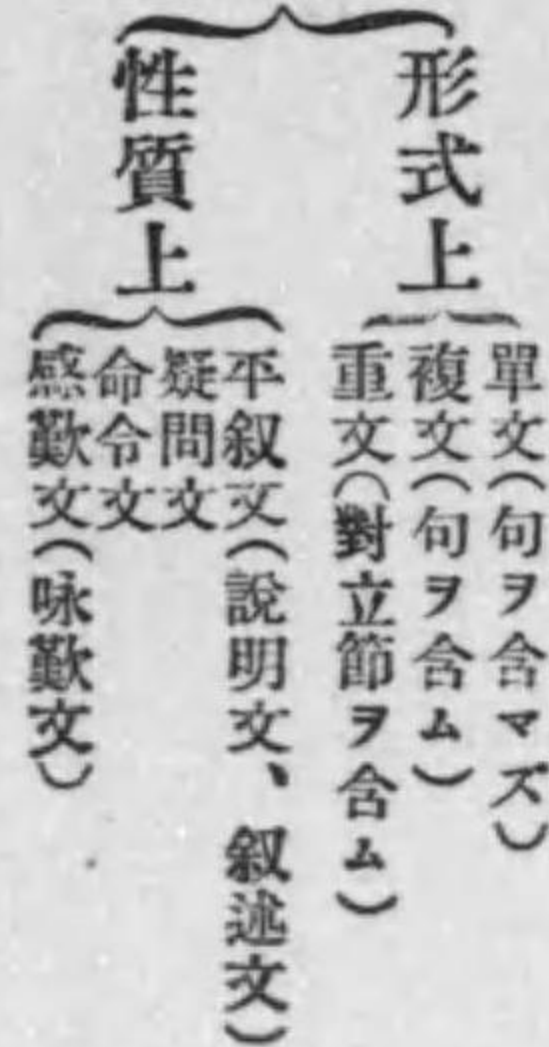 形式上
單文(句ヲ含マズ)
複文(句ヲ含ム)
重文(對立節ヲ含ム)
性質上
平叙文(說明文、叙述文)
疑問文
命令文
感歎文(咏歎文)